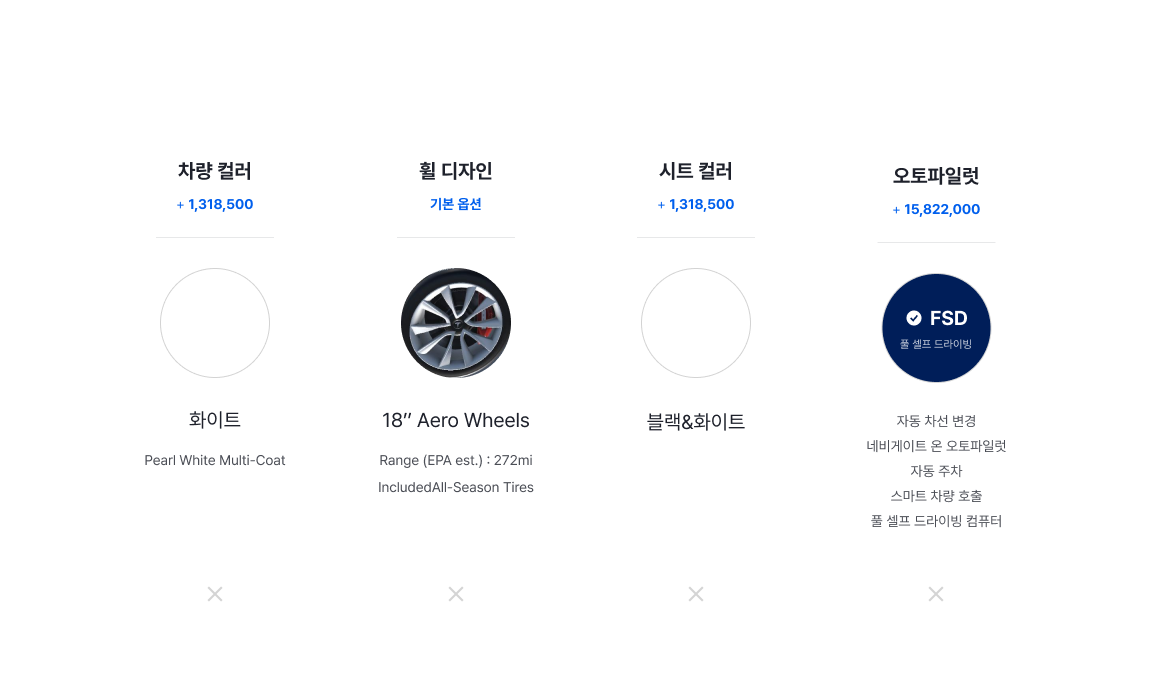 차량 컬러
+ 1,318,500
화이트
Pearl White Multi-Coat
휠 디자인
기본 옵션
18″ Aero Wheels
Range (EPA est.) : 272mi
IncludedAll-Season Tires
시트 컬러
+ 1,318,500
블랙&화이트
오토파일럿
+ 15,822,000
FSD
풀 셀프 드라이빙
자동 차선 변경
네비게이트 온 오토파일럿
자동 주차
스마트 차량 호출
풀 셀프 드라이빙 컴퓨터